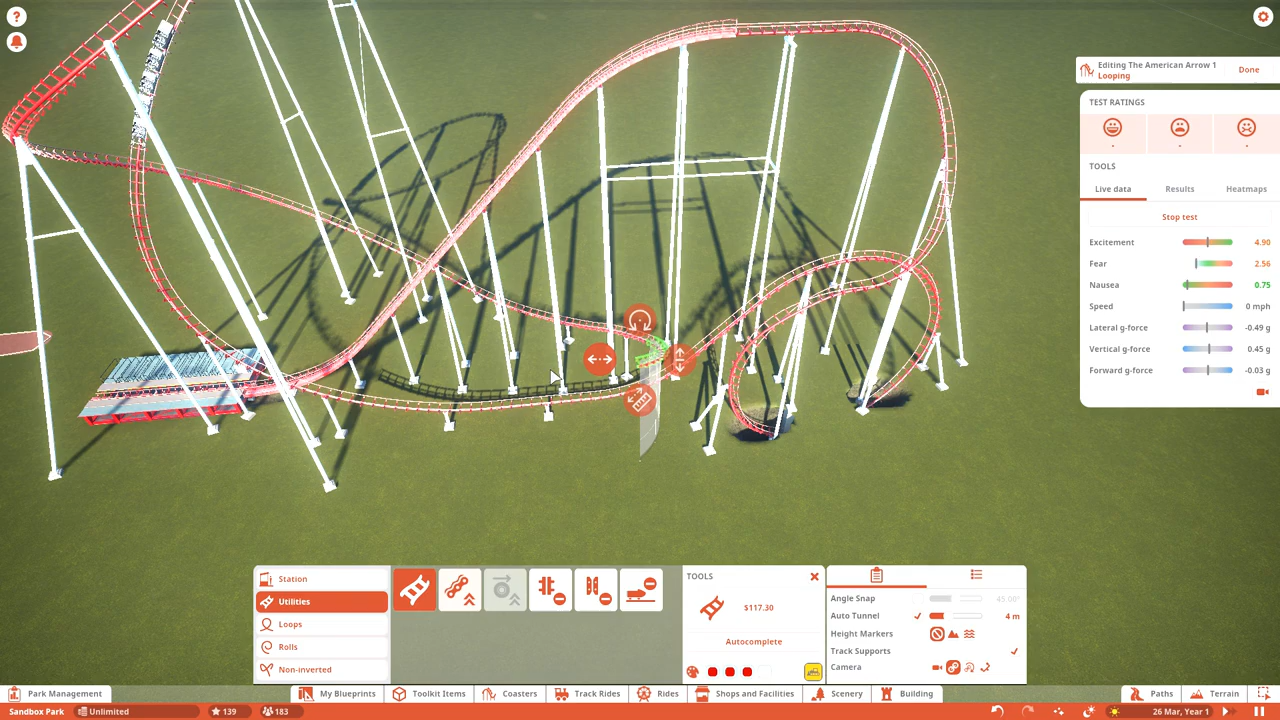 ?
Editing The American Arrow 1
Looping
Done
TEST RATINGS
- - -
TOOLS
Live data Results Heatmaps
Stop test
Excitement 4.90
Fear 2.56
Nausea 0.75
Speed 0 mph
Lateral g-force -0.49 g
Vertical g-force 0.45 g
Forward g-force -0.03 g
Station
Utilities
Loops
Rolls
Non-inverted
TOOLS
$117.30
Autocomplete
Angle Snap 45.00°
Auto Tunnel 4 m
Height Markers
Track Supports
Camera
Park Management My Blueprints Toolkit Items Coasters Track Rides Rides Shops and Facilities Scenery Building Paths Terrain
Sandbox Park Unlimited 139 183 26 Mar, Year 1